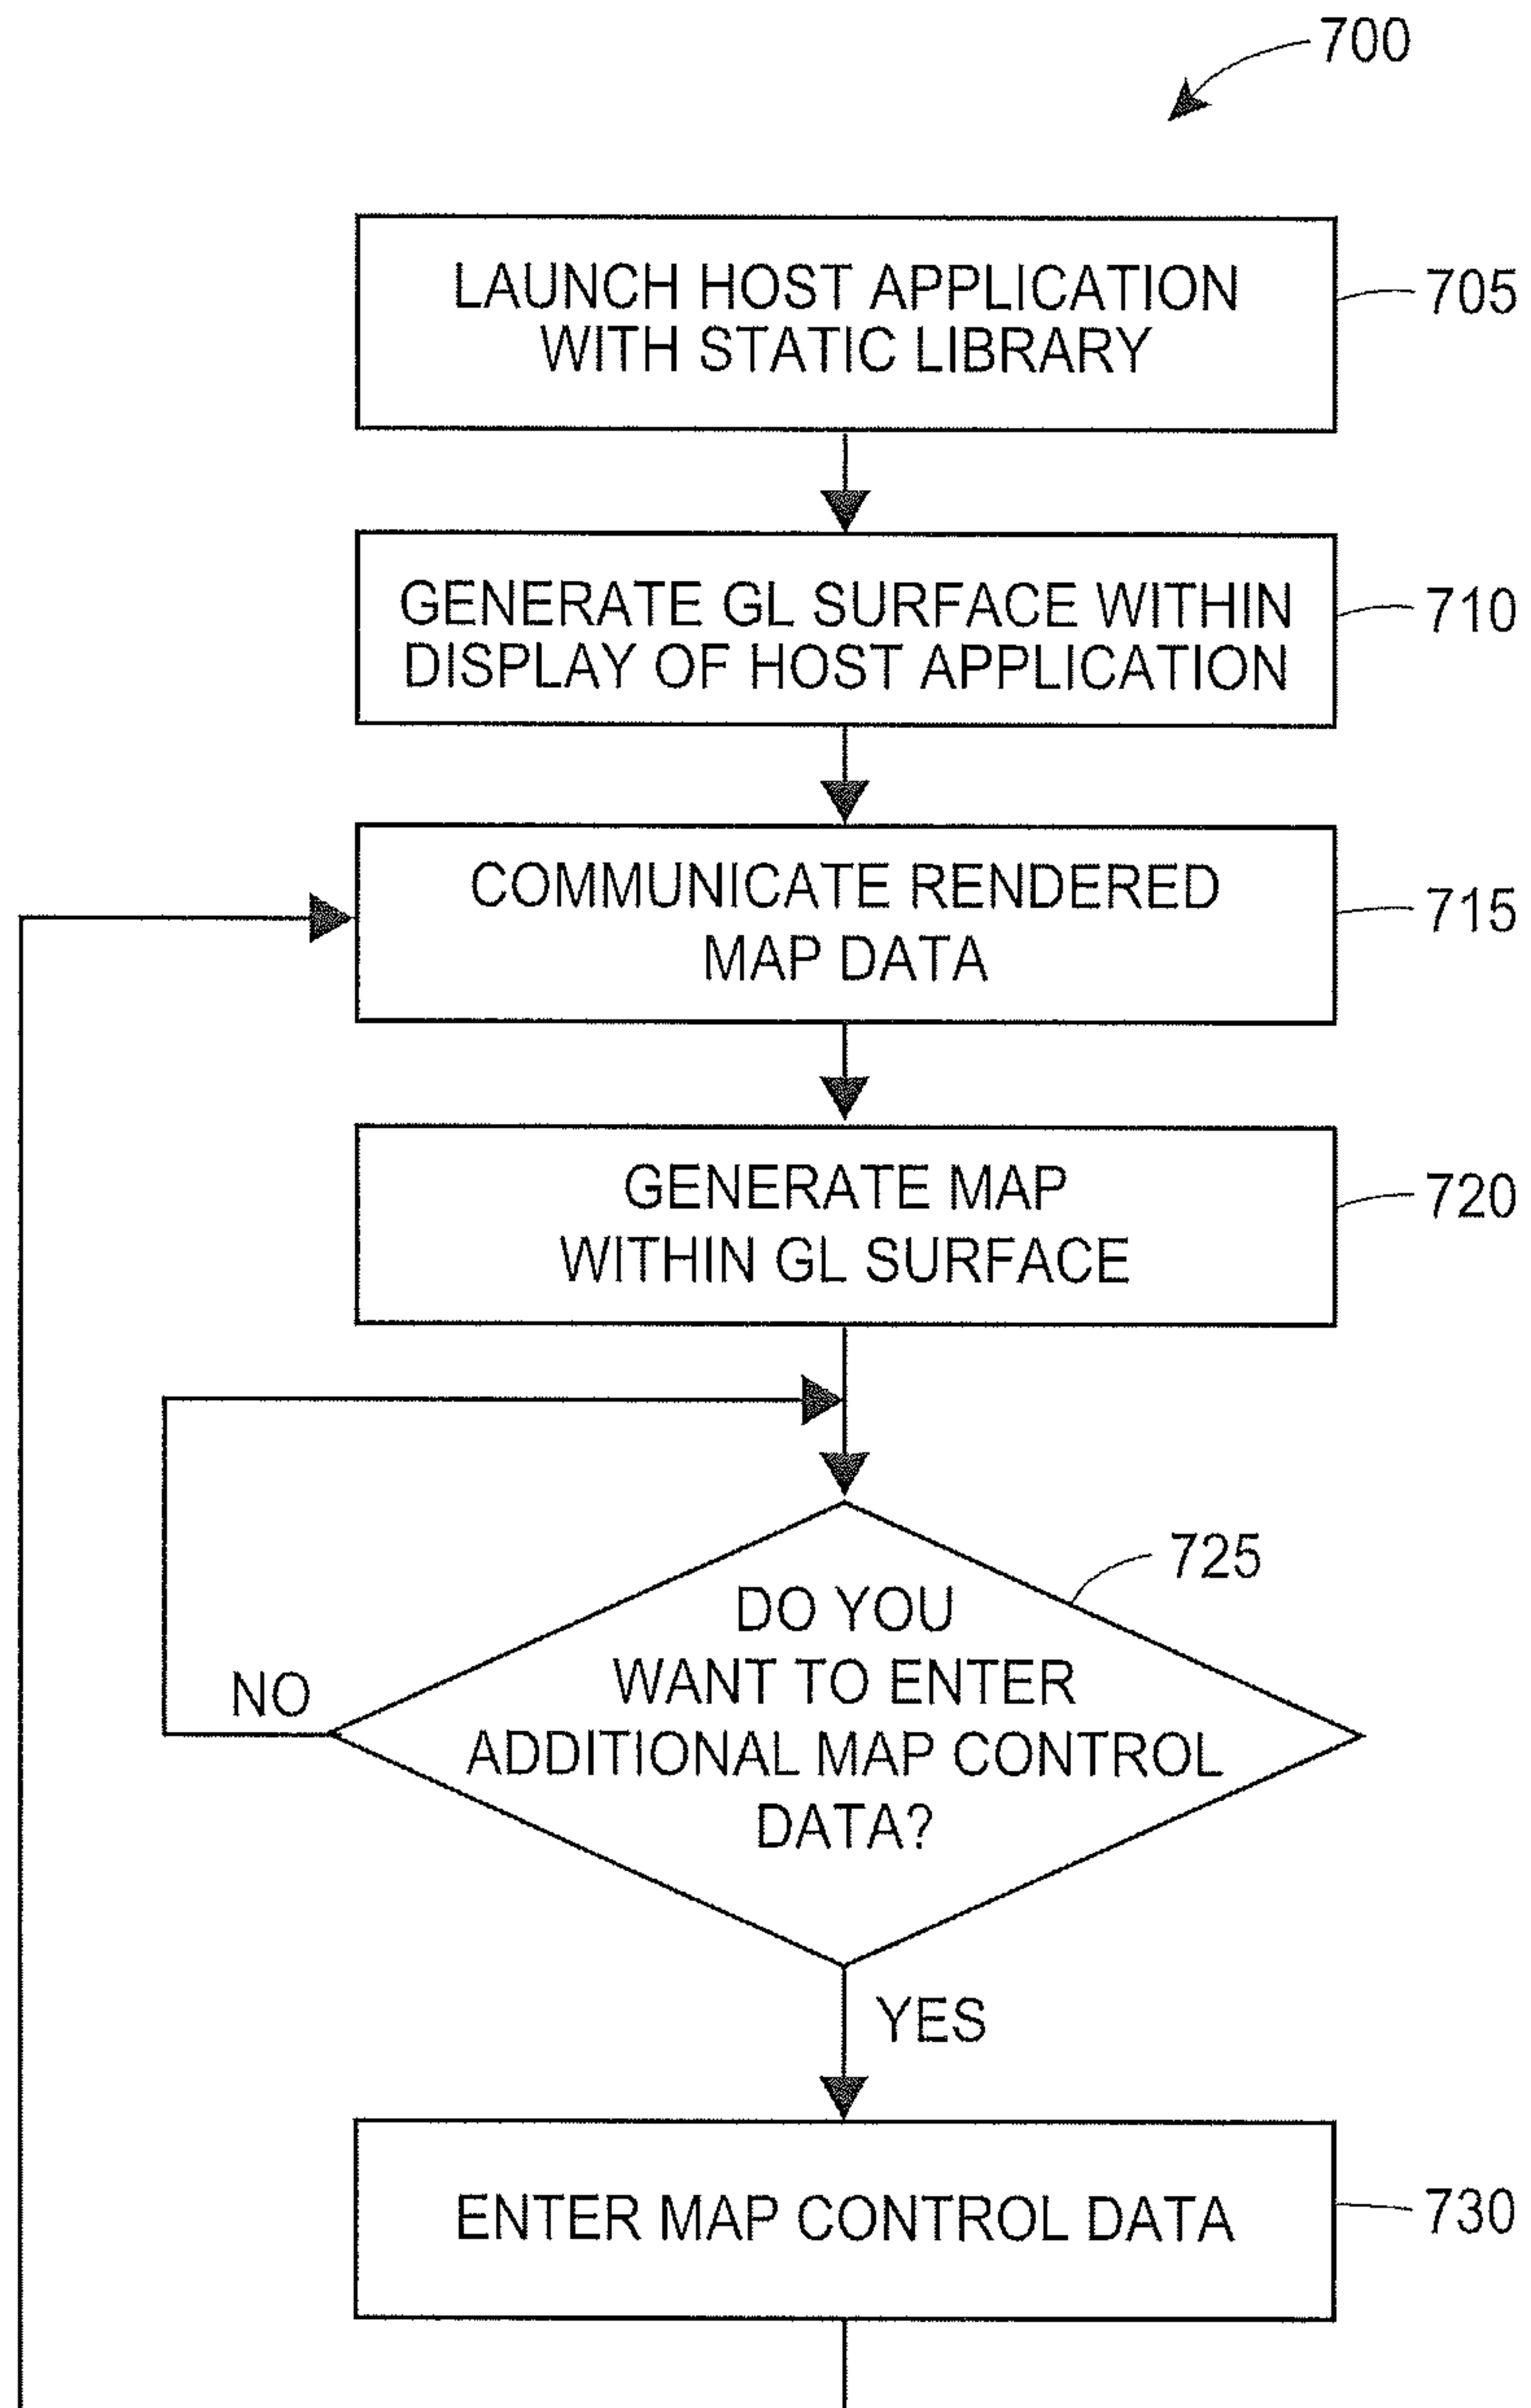 700
LAUNCH HOST APPLICATION
WITH STATIC LIBRARY
705
GENERATE GL SURFACE WITHIN
DISPLAY OF HOST APPLICATION
710
COMMUNICATE RENDERED
MAP DATA
715
GENERATE MAP
WITHIN GL SURFACE
720
725
DO YOU
WANT TO ENTER
ADDITIONAL MAP CONTROL
DATA?
NO
YES
ENTER MAP CONTROL DATA
730